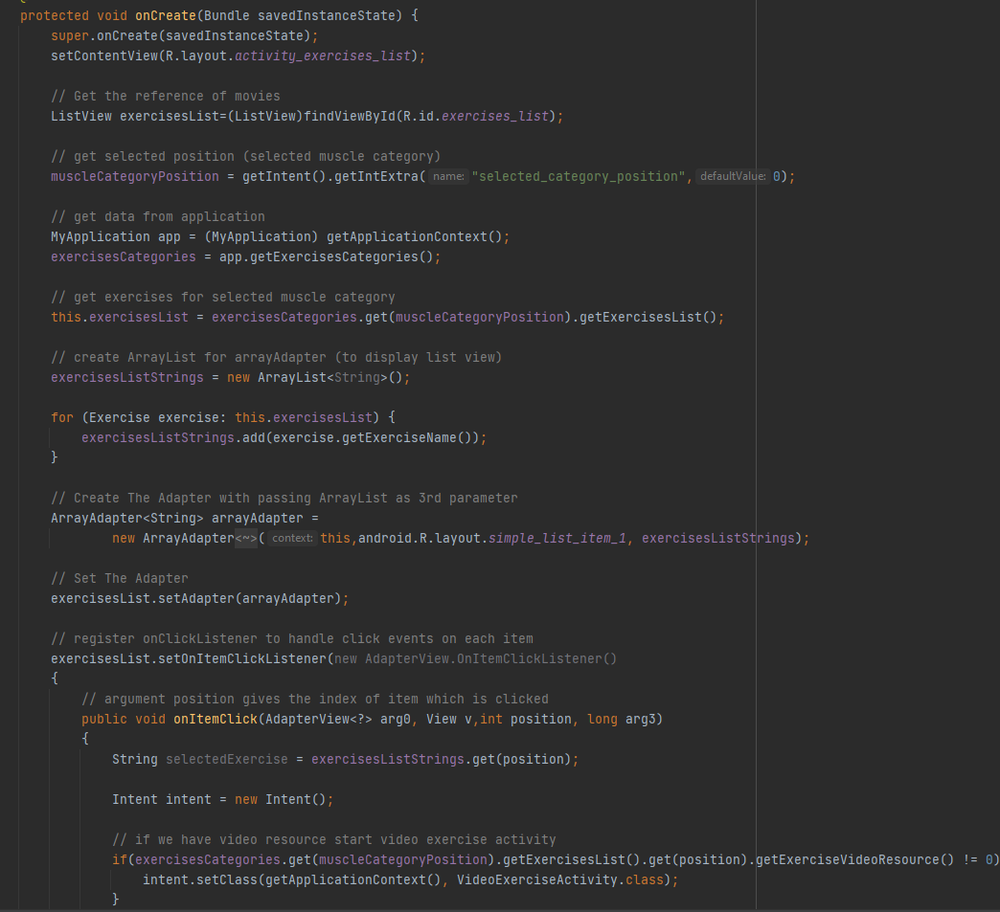 protected void onCreate(Bundle savedInstanceState) {
super.onCreate(savedInstanceState);
setContentView(R.layout.activity_exercises_list);
// Get the reference of movies
ListView exercisesList=(ListView)findViewById(R.id.exercises_list);
// get selected position (selected muscle category)
muscleCategoryPosition = getIntent().getIntExtra( name: "selected_category_position", defaultValue: 0);
// get data from application
MyApplication app = (MyApplication) getApplicationContext();
exercisesCategories = app.getExercisesCategories();
// get exercises for selected muscle category
this.exercisesList = exercisesCategories.get(muscleCategoryPosition).getExercisesList();
// create ArrayList for arrayAdapter (to display list view)
exercisesListStrings = new ArrayList<String>();
for (Exercise exercise: this.exercisesList) {
exercisesListStrings.add(exercise.getExerciseName());
}
// Create The Adapter with passing ArrayList as 3rd parameter
ArrayAdapter<String> arrayAdapter =
new ArrayAdapter<~>( context: this,android.R.layout.simple_list_item_1, exercisesListStrings);
// Set The Adapter
exercisesList.setAdapter(arrayAdapter);
// register onClickListener to handle click events on each item
exercisesList.setOnItemClickListener(new AdapterView.OnItemClickListener()
{
// argument position gives the index of item which is clicked
public void onItemClick(AdapterView<?> arg0, View v,int position, long arg3)
{
String selectedExercise = exercisesListStrings.get(position);
Intent intent = new Intent();
// if we have video resource start video exercise activity
if(exercisesCategories.get(muscleCategoryPosition).getExercisesList().get(position).getExerciseVideoResource() != 0)
intent.setClass(getApplicationContext(), VideoExerciseActivity.class);
}